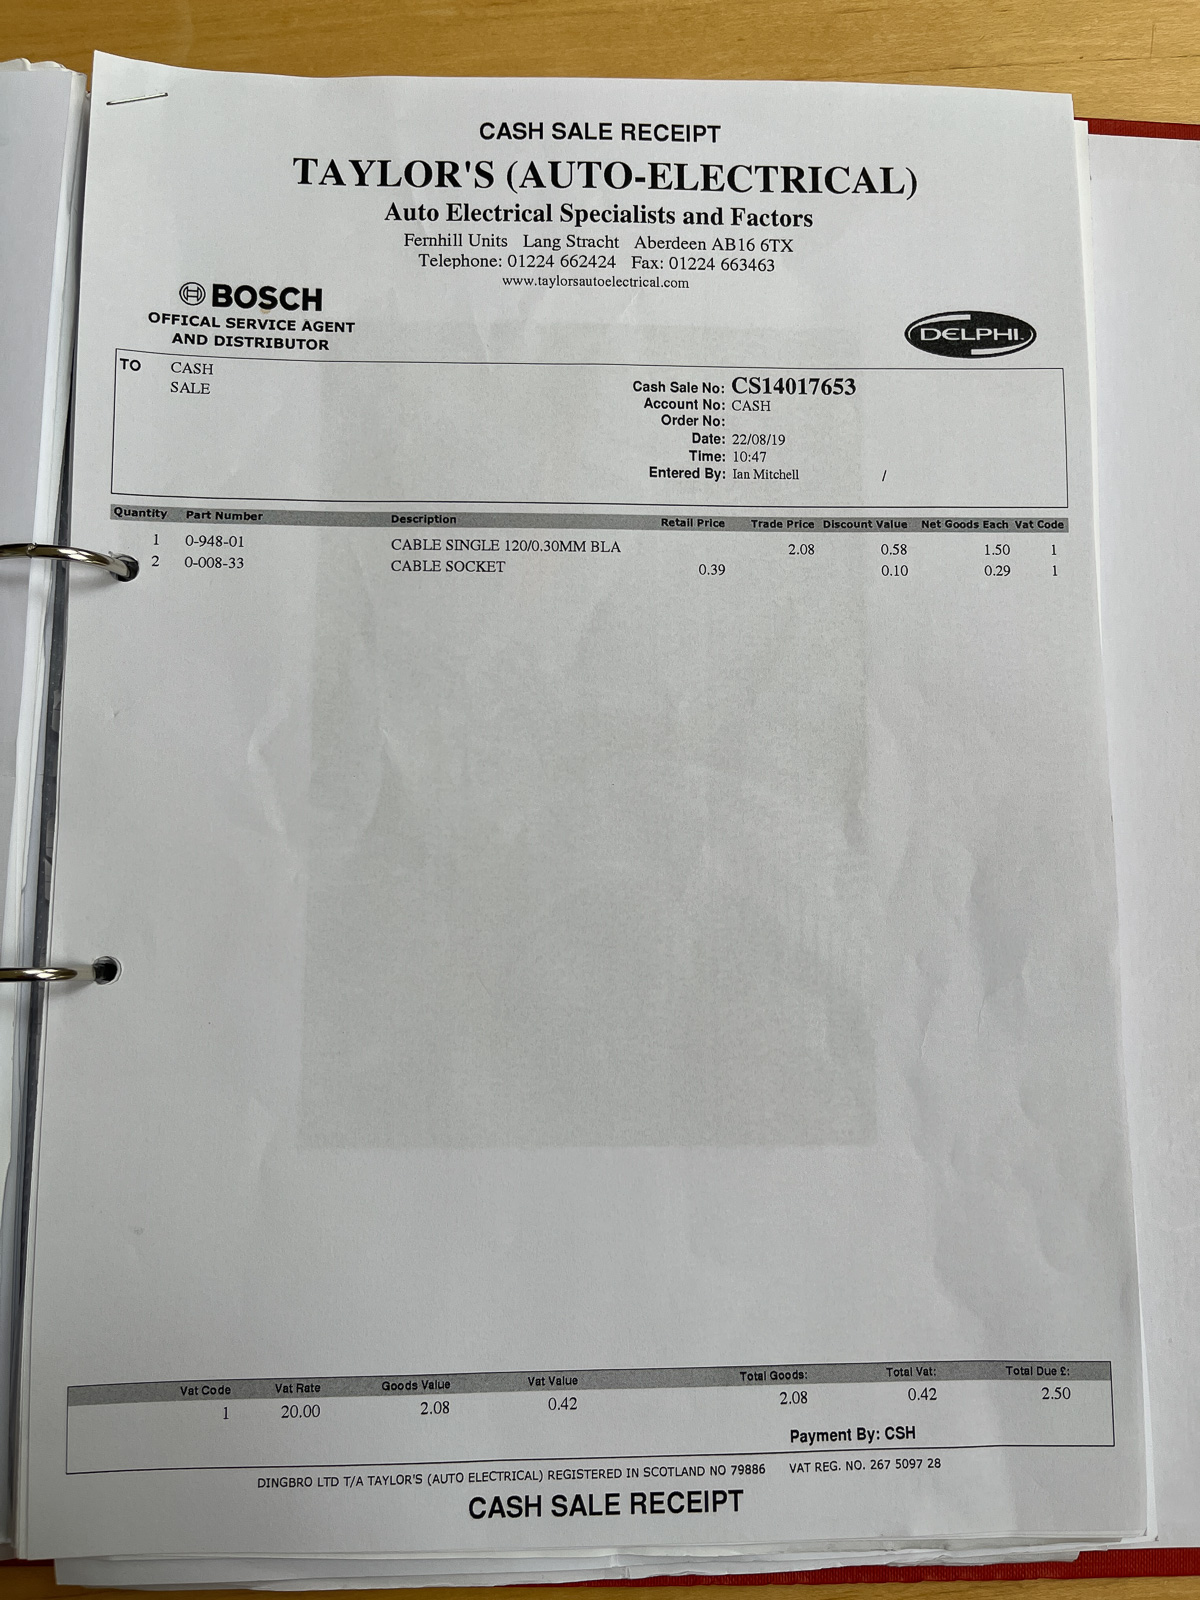 CASH SALE RECEIPT
TAYLOR'S (AUTO-ELECTRICAL)
Auto Electrical Specialists and Factors
Fernhill Units Lang Stracht Aberdeen AB16 6TX
Telephone: 01224 662424 Fax: 01224 663463
www.taylorsautoelectrical.com
BOSCH
OFFICAL SERVICE AGENT
AND DISTRIBUTOR
DELPHI
TO CASH
SALE
Cash Sale No: CS14017653
Account No: CASH
Order No:
Date: 22/08/19
Time: 10:47
Entered By: Ian Mitchell /
Quantity Part Number Description Retail Price Trade Price Discount Value Net Goods Each Vat Code
1 0-948-01 CABLE SINGLE 120/0.30MM BLA 2.08 0.58 1.50 1
2 0-008-33 CABLE SOCKET 0.39 0.10 0.29 1
Vat Code Vat Rate Goods Value Vat Value Total Goods: Total Vat: Total Due £:
1 20.00 2.08 0.42 2.08 0.42 2.50
Payment By: CSH
DINGBRO LTD T/A TAYLOR'S (AUTO ELECTRICAL) REGISTERED IN SCOTLAND NO 79886 VAT REG. NO. 267 5097 28
CASH SALE RECEIPT